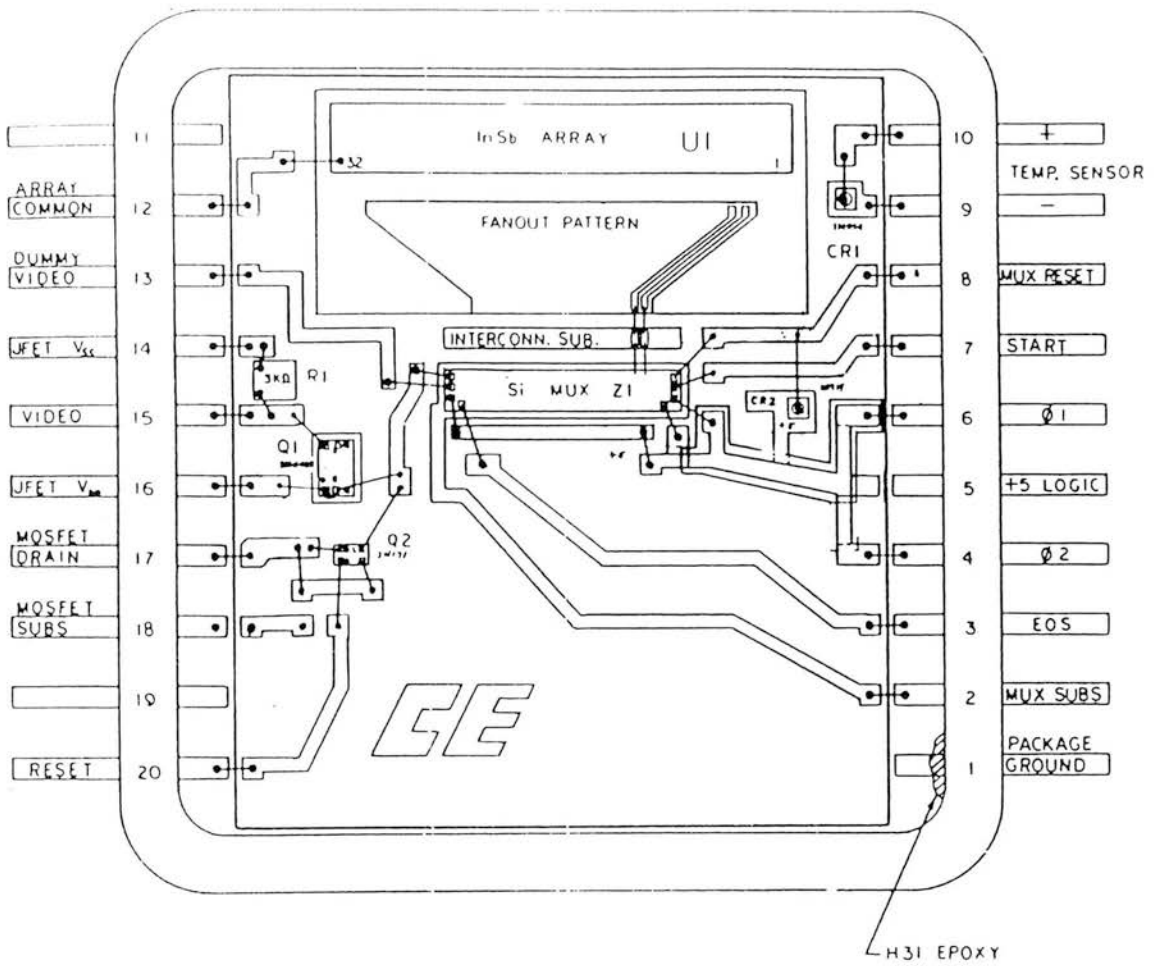 InSb ARRAY U1
32 1
FANOUT PATTERN
INTERCONN. SUB.
Si MUX Z1
11
ARRAY
COMMON 12
DUMMY
VIDEO 13
JFET VSS 14
3KΩ R1
VIDEO 15
Q1
JFET V 16
MOSFET
DRAIN 17
Q2
MOSFET
SUBS 18
19
RESET 20
CE
10 +
TEMP. SENSOR
9 -
CR1
8 MUX RESET
7 START
CR2
6 Ø1
5 +5 LOGIC
4 Ø2
3 EOS
2 MUX SUBS
PACKAGE
1 GROUND
H31 EPOXY